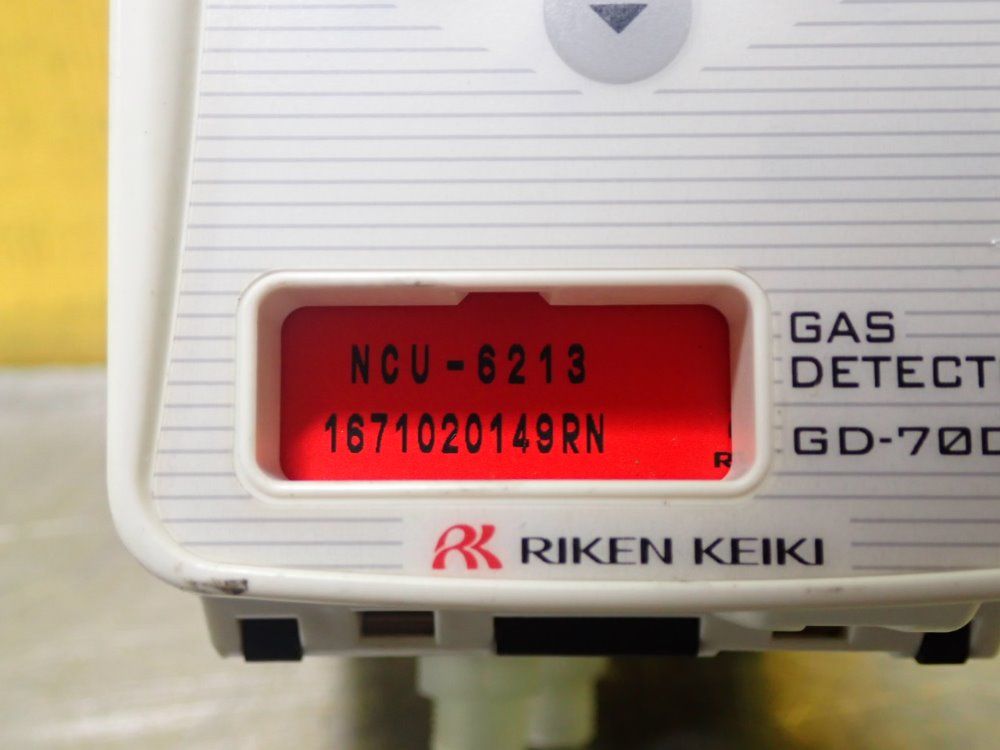 NCU-6213
1671020149RN
GAS
DETECT
GD-70D
RIKEN KEIKI